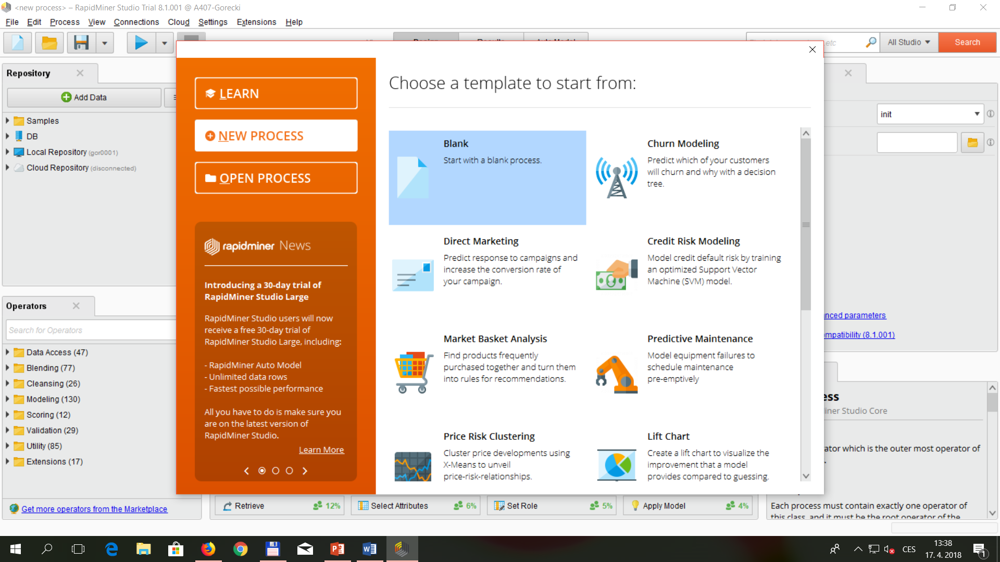 <new process> – RapidMiner Studio Trial 8.1.001 @ A407-Gorecki
File Edit Process View Connections Cloud Settings Extensions Help
etc
All Studio
Search
Repository
Add Data
Samples
DB
Local Repository (gor0001)
Cloud Repository (disconnected)
Operators
Search for Operators
Data Access (47)
Blending (77)
Cleansing (26)
Modeling (130)
Scoring (12)
Validation (29)
Utility (85)
Extensions (17)
Get more operators from the Marketplace
LEARN
NEW PROCESS
OPEN PROCESS
rapidminer News
Introducing a 30-day trial of
RapidMiner Studio Large
RapidMiner Studio users will now
receive a free 30-day trial of
RapidMiner Studio Large, including:
- RapidMiner Auto Model
- Unlimited data rows
- Fastest possible performance
All you have to do is make sure you
are on the latest version of
RapidMiner Studio.
Learn More
Choose a template to start from:
Blank
Start with a blank process.
Churn Modeling
Predict which of your customers
will churn and why with a decision
tree.
Direct Marketing
Predict response to campaigns and
increase the conversion rate of
your campaign.
Credit Risk Modeling
Model credit default risk by training
an optimized Support Vector
Machine (SVM) model.
Market Basket Analysis
Find products frequently
purchased together and turn them
into rules for recommendations.
Predictive Maintenance
Model equipment failures to
schedule maintenance
pre-emptively
Price Risk Clustering
Cluster price developments using
X-Means to unveil
price-risk-relationships.
Lift Chart
Create a lift chart to visualize the
improvement that a model
provides compared to guessing.
init
nced parameters
mpatibility (8.1.001)
ess
iner Studio Core
ator which is the outer most operator of
Each process must contain exactly one operator of
this class, and it must be the root operator of the
Retrieve 12%
Select Attributes 6%
Set Role 5%
Apply Model 4%
CES
13:38
17. 4. 2018
1